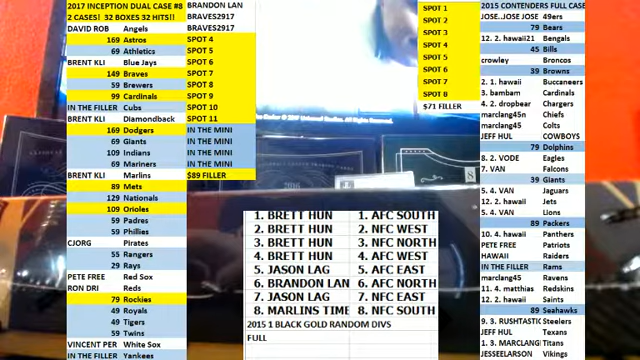 2017 INCEPTION DUAL CASE #8
2 CASES! 32 BOXES 32 HITS!!
DAVID ROB Angels
169 Astros
69 Athletics
BRENT KLI Blue Jays
149 Braves
59 Brewers
99 Cardinals
IN THE FILLER Cubs
BRENT KLI Diamondback
169 Dodgers
69 Giants
109 Indians
69 Mariners
BRENT KLI Marlins
89 Mets
129 Nationals
109 Orioles
59 Padres
59 Phillies
CJORG Pirates
55 Rangers
29 Rays
PETE FREE Red Sox
RON DRI Reds
79 Rockies
49 Royals
49 Tigers
59 Twins
VINCENT PER White Sox
IN THE FILLER Yankees
BRANDON LAN
BRAVES2917
BRAVES2917
SPOT 4
SPOT 5
SPOT 6
SPOT 7
SPOT 8
SPOT 9
SPOT 10
SPOT 11
IN THE MINI
IN THE MINI
IN THE MINI
$89 FILLER
1. BRETT HUN 1. AFC SOUTH
2. BRETT HUN 2. NFC WEST
3. BRETT HUN 3. NFC NORTH
4. BRETT HUN 4. AFC WEST
5. JASON LAG 5. AFC EAST
6. BRANDON LAN 6. AFC NORTH
7. JASON LAG 7. NFC EAST
8. MARLINS TIME 8. NFC SOUTH
2015 1 BLACK GOLD RANDOM DIVS
FULL
SPOT 1
SPOT 2
SPOT 3
SPOT 4
SPOT 5
SPOT 6
SPOT 7
SPOT 8
$71 FILLER
2015 CONTENDERS FULL CASE
JOSE..JOSE JOSE 49ers
79 Bears
12. 2. hawaii21 Bengals
45 Bills
crowley Broncos
39 Browns
2. 1. hawaii Buccaneers
3. bambam Cardinals
4. 2. dropbear Chargers
marclang45n Chiefs
marclang45 Colts
JEFF HUL COWBOYS
79 Dolphins
8. 2. VODE Eagles
7. VAN Falcons
39 Giants
5. 4. VAN Jaguars
12. 2. hawaii Jets
5. 4. VAN Lions
89 Packers
10. 4. hawaii Panthers
PETE FREE Patriots
HAWAII Raiders
IN THE FILLER Rams
marclang45 Ravens
11. 4. matthias Redskins
12. 2. hawaii Saints
89 Seahawks
9. 3. RUSHTASTIC Steelers
JEFF HUL Texans
1. 3. MARCLANG Titans
JESSEELARSON Vikings